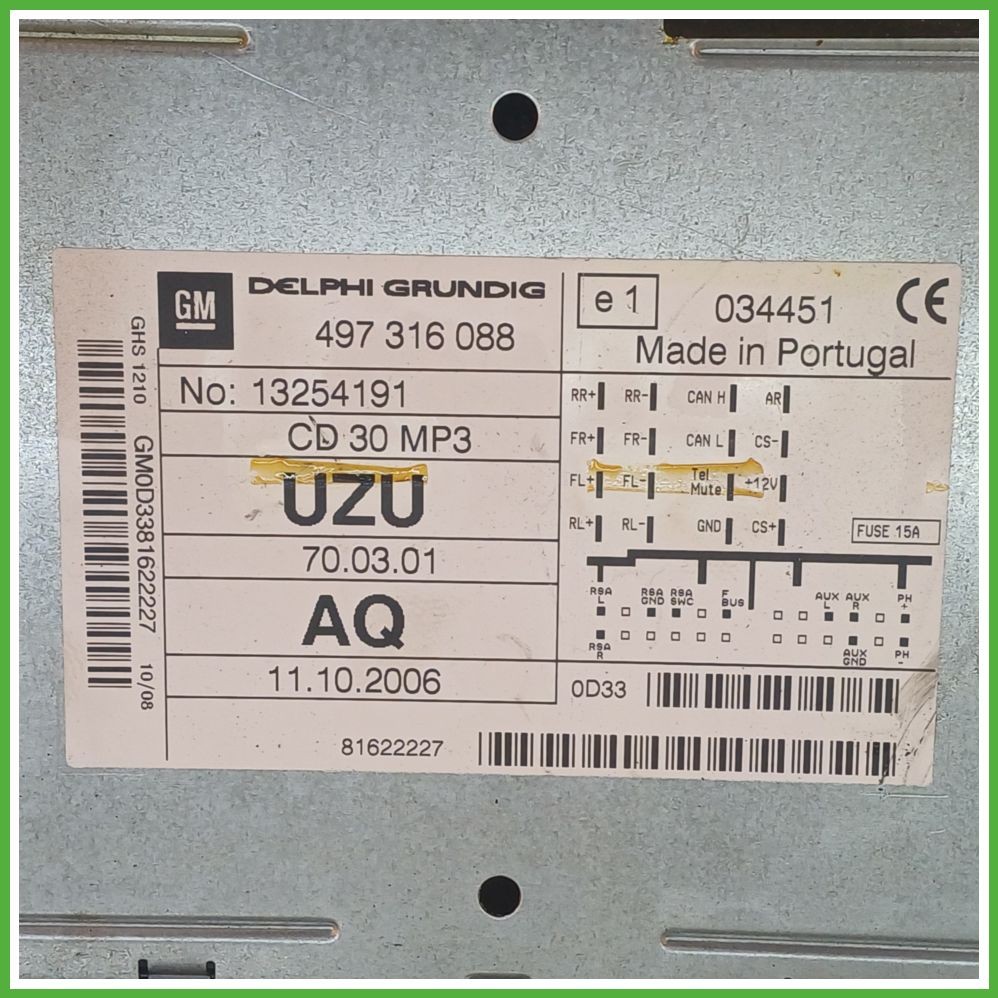 GM DELPHI GRUNDIG
497 316 088
No: 13254191
CD 30 MP3
UZU
70.03.01
AQ
11.10.2006
81622227
GHS 1210 GM0D3381622227 10/08
e 1 034451 CE
Made in Portugal
RR+ RR- CAN H AR
FR+ FR- CAN L CS-
FL+ FL- Tel Mute +12V
RL+ RL- GND CS+
FUSE 15A
RSA L RSA GND RSA SWC F BUS AUX L AUX R PH +
RSA R AUX GND PH -
0D33